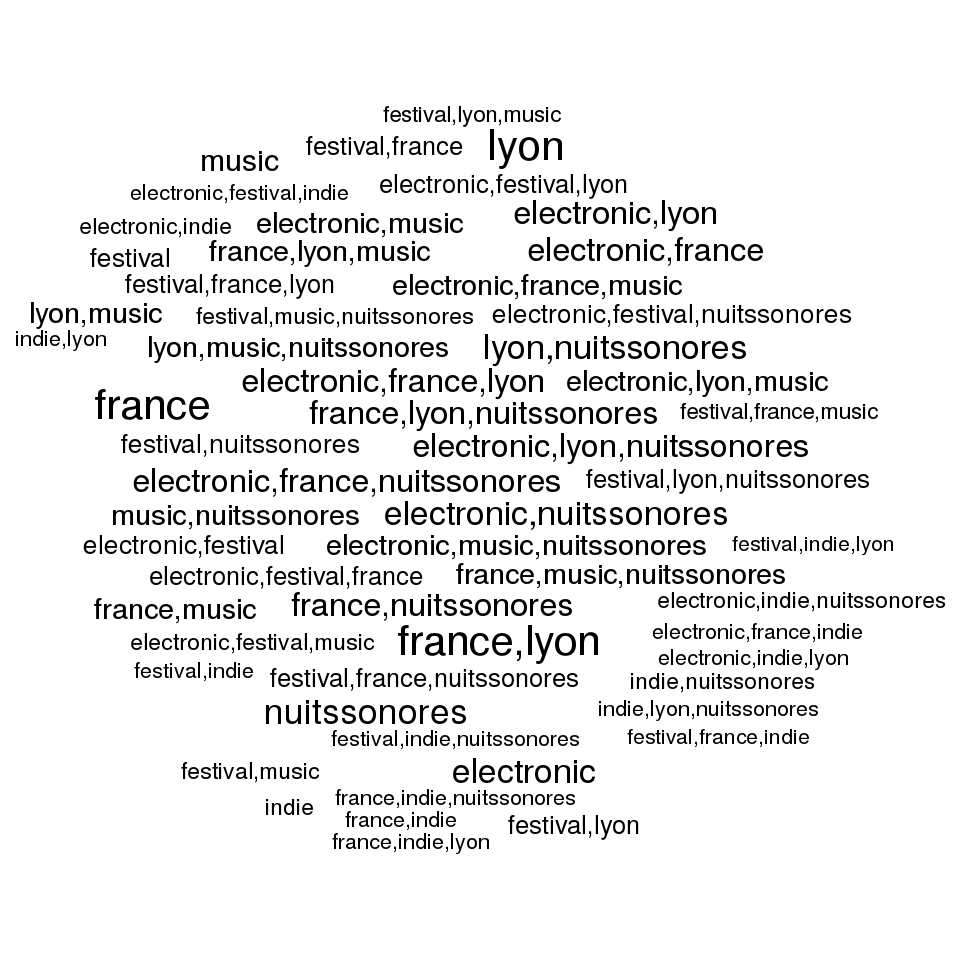 festival,lyon,music
festival,france
lyon
music
electronic,festival,indie
electronic,festival,lyon
electronic,indie
electronic,music
electronic,lyon
festival
france,lyon,music
electronic,france
festival,france,lyon
electronic,france,music
lyon,music
festival,music,nuitssonores
electronic,festival,nuitssonores
indie,lyon
lyon,music,nuitssonores
lyon,nuitssonores
electronic,france,lyon
electronic,lyon,music
france
france,lyon,nuitssonores
festival,france,music
festival,nuitssonores
electronic,lyon,nuitssonores
electronic,france,nuitssonores
festival,lyon,nuitssonores
music,nuitssonores
electronic,nuitssonores
electronic,festival
electronic,music,nuitssonores
festival,indie,lyon
electronic,festival,france
france,music,nuitssonores
france,music
france,nuitssonores
electronic,indie,nuitssonores
electronic,festival,music
france,lyon
electronic,france,indie
electronic,indie,lyon
festival,indie
festival,france,nuitssonores
indie,nuitssonores
nuitssonores
indie,lyon,nuitssonores
festival,indie,nuitssonores
festival,france,indie
festival,music
electronic
indie
france,indie,nuitssonores
france,indie
festival,lyon
france,indie,lyon